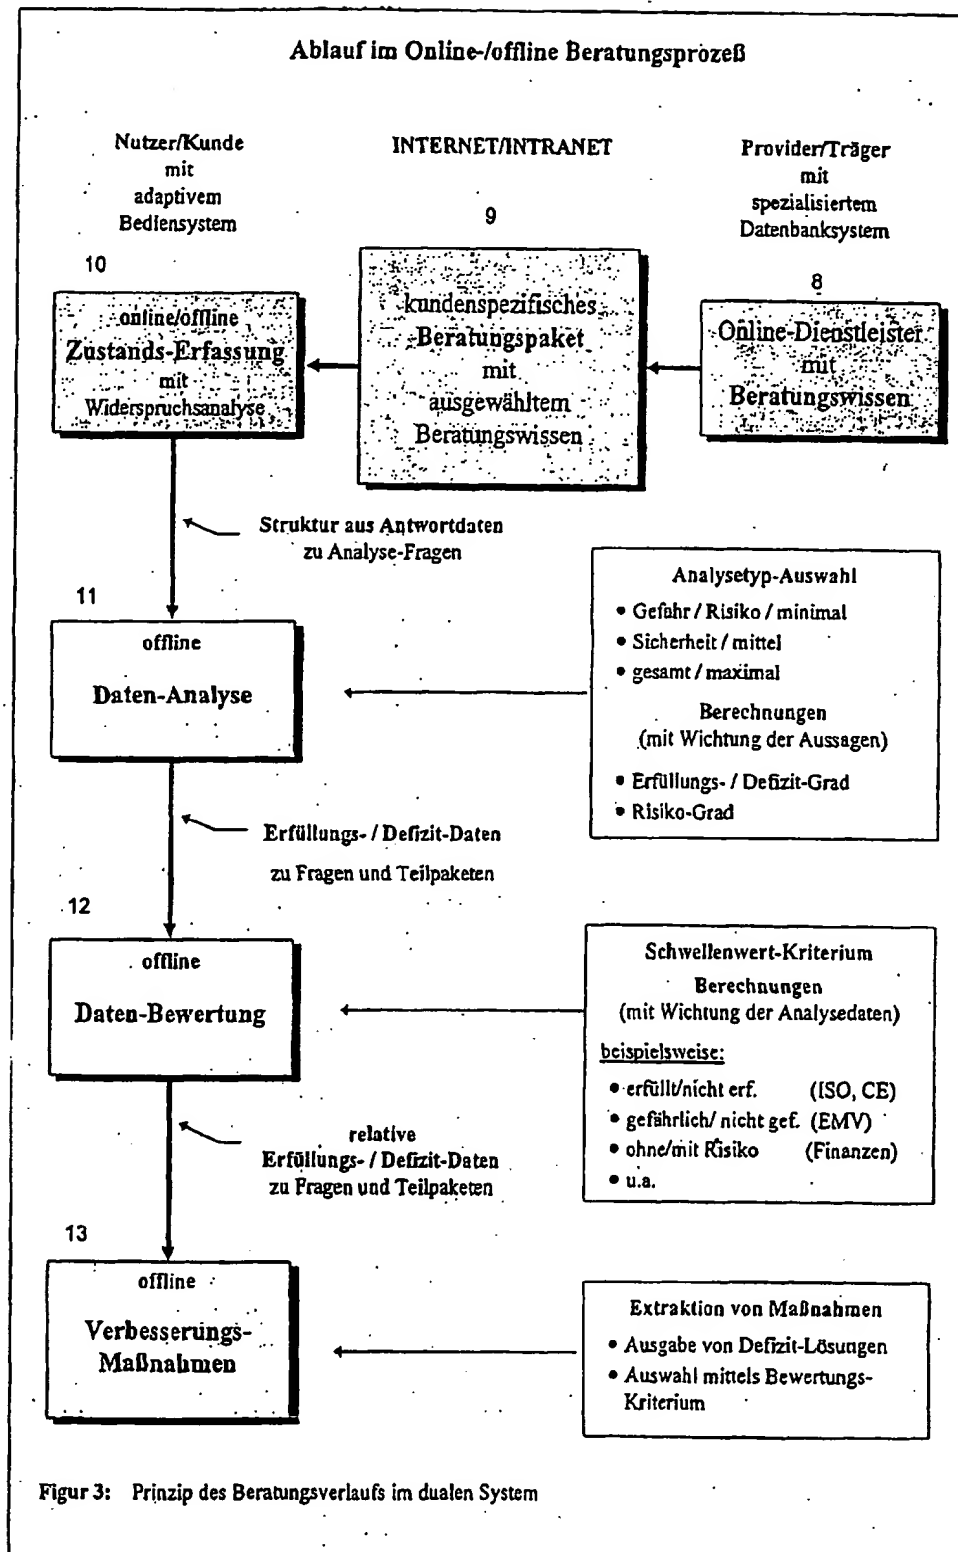 Ablauf im Online-/offline Beratungsprozeß
Nutzer/Kunde
mit
adaptivem
Bediensystem
INTERNET/INTRANET
Provider/Träger
mit
spezialisiertem
Datenbanksystem
10
online/offline
Zustands-Erfassung
mit
Widerspruchsanalyse
9
kundenspezifisches
Beratungspaket
mit
ausgewähltem
Beratungswissen
8
Online-Dienstleister
mit
Beratungswissen
Struktur aus Antwortdaten
zu Analyse-Fragen
11
offline
Daten-Analyse
Analysetyp-Auswahl
• Gefahr / Risiko / minimal
• Sicherheit / mittel
• gesamt / maximal
Berechnungen
(mit Wichtung der Aussagen)
• Erfüllungs- / Defizit-Grad
• Risiko-Grad
Erfüllungs- / Defizit-Daten
zu Fragen und Teilpaketen
12
offline
Daten-Bewertung
Schwellenwert-Kriterium
Berechnungen
(mit Wichtung der Analysedaten)
beispielsweise:
• erfüllt/nicht erf. (ISO, CE)
• gefährlich/ nicht gef. (EMV)
• ohne/mit Risiko (Finanzen)
• u.a.
relative
Erfüllungs- / Defizit-Daten
zu Fragen und Teilpaketen
13
offline
Verbesserungs-
Maßnahmen
Extraktion von Maßnahmen
• Ausgabe von Defizit-Lösungen
• Auswahl mittels Bewertungs-
Kriterium
Figur 3: Prinzip des Beratungsverlaufs im dualen System